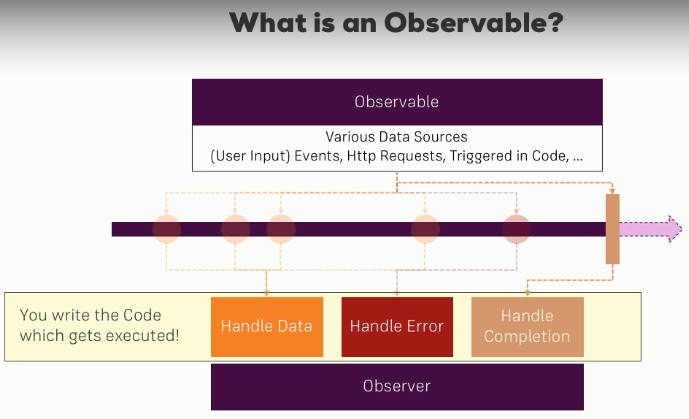 What is an Observable?
Observable
Various Data Sources
(User Input) Events, Http Requests, Triggered in Code, ...
You write the Code
which gets executed!
Handle Data
Handle Error
Handle
Completion
Observer